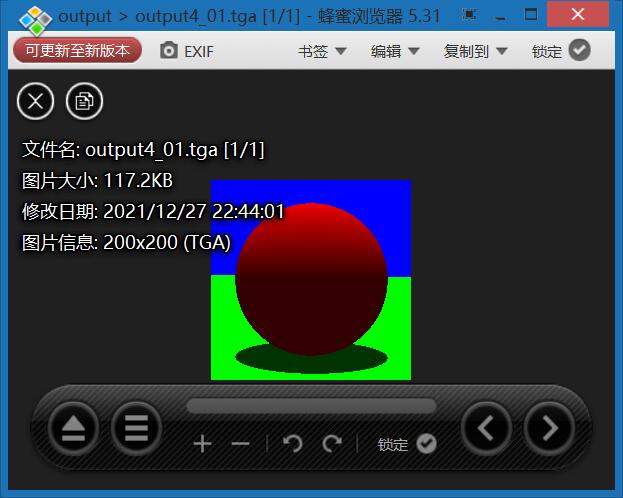 output > output4_01.tga [1/1] - 蜂蜜浏览器 5.31
可更新至新版本 EXIF 书签 编辑 复制到 锁定
文件名: output4_01.tga [1/1]
图片大小: 117.2KB
修改日期: 2021/12/27 22:44:01
图片信息: 200x200 (TGA)
锁定